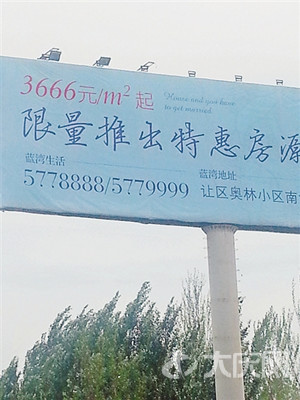 3666元/m² 起
House and you have
to get married
限量推出特惠房源
蓝湾生活
5778888/5779999
蓝湾地址
让区奥林小区南
大庆网